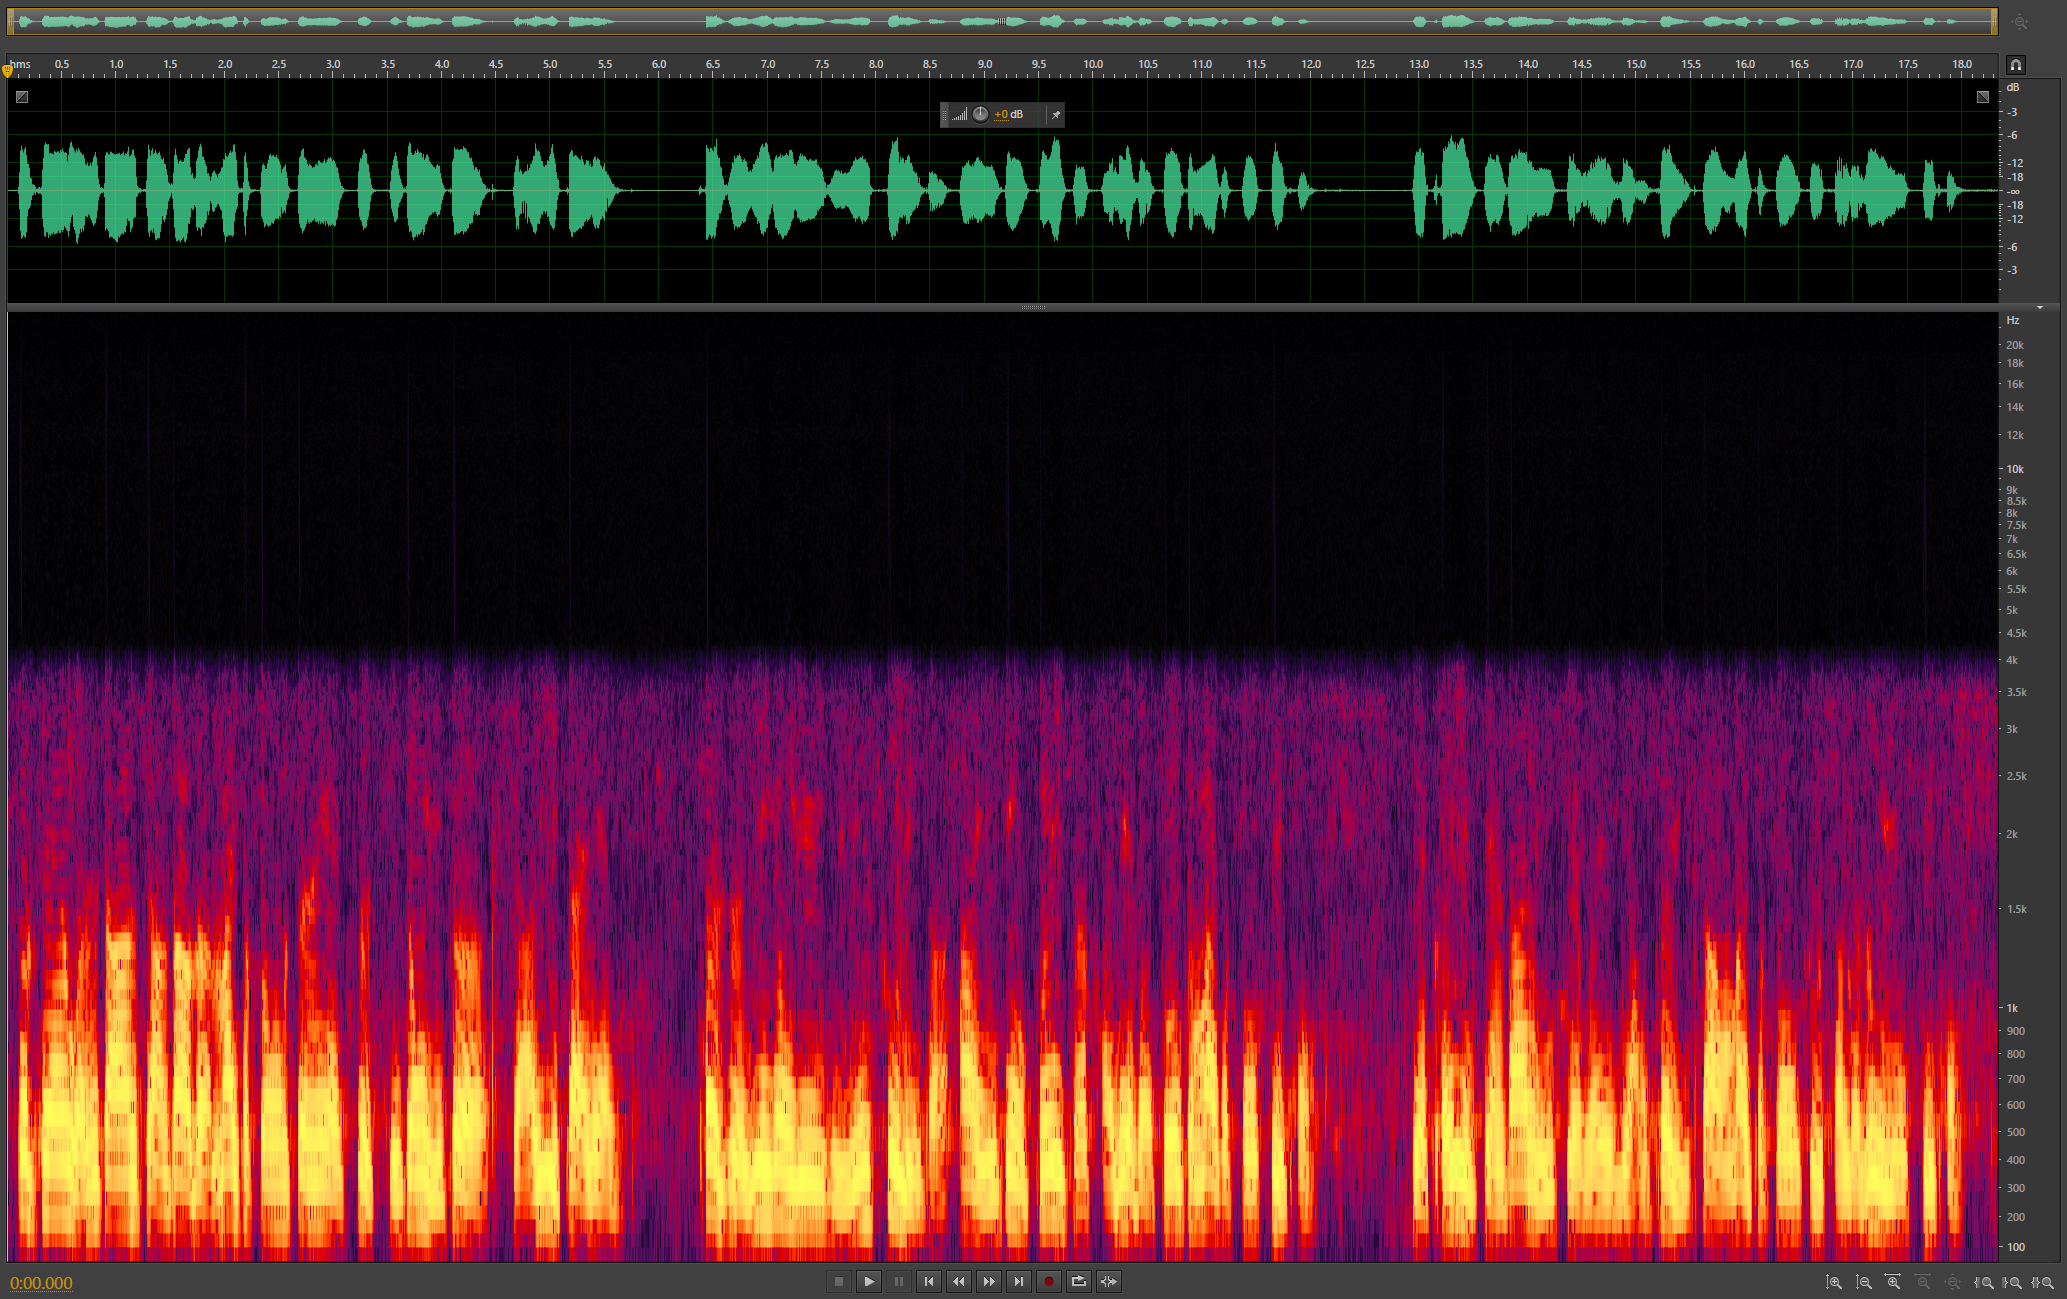 hms 0.5 1.0 1.5 2.0 2.5 3.0 3.5 4.0 4.5 5.0 5.5 6.0 6.5 7.0 7.5 8.0 8.5 9.0 9.5 10.0 10.5 11.0 11.5 12.0 12.5 13.0 13.5 14.0 14.5 15.0 15.5 16.0 16.5 17.0 17.5 18.0
dB
+0 dB
-3
-6
-12
-18
-∞
-18
-12
-6
-3
Hz
20k
18k
16k
14k
12k
10k
9k
8.5k
8k
7.5k
7k
6.5k
6k
5.5k
5k
4.5k
4k
3.5k
3k
2.5k
2k
1.5k
1k
900
800
700
600
500
400
300
200
100
0:00.000